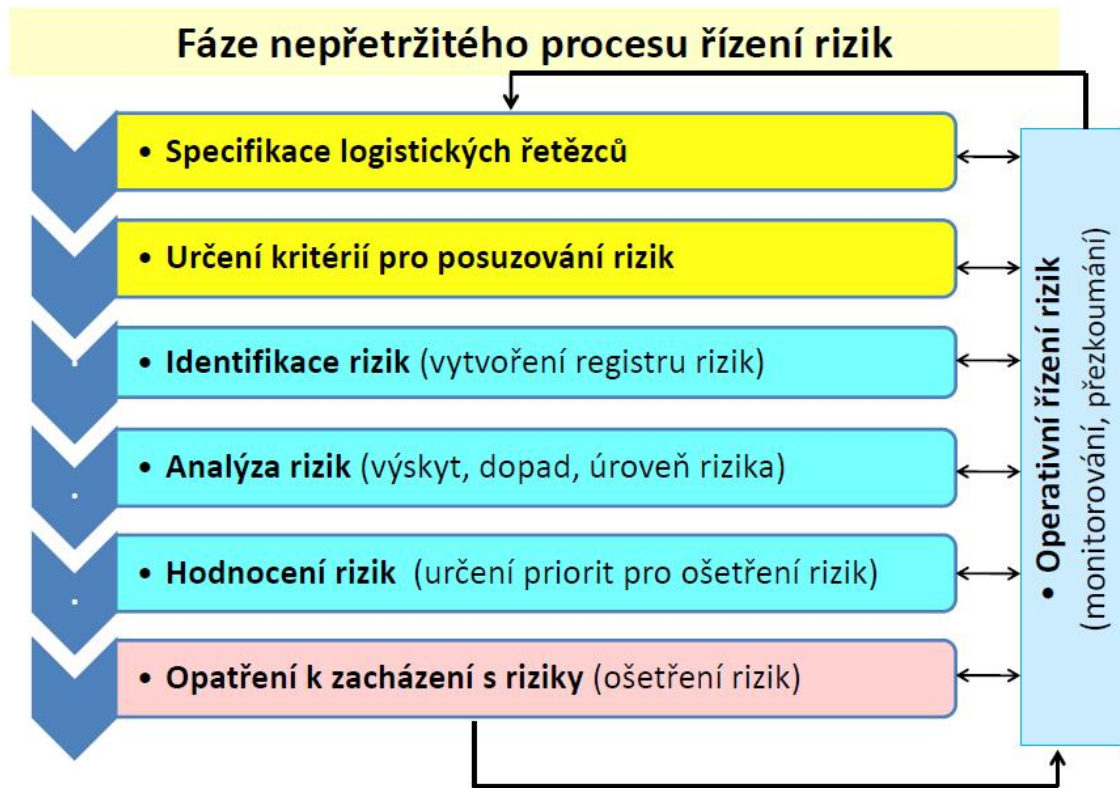 Fáze nepřetržitého procesu řízení rizik
• Specifikace logistických řetězců
• Určení kritérií pro posuzování rizik
• Identifikace rizik (vytvoření registru rizik)
• Analýza rizik (výskyt, dopad, úroveň rizika)
• Hodnocení rizik (určení priorit pro ošetření rizik)
• Opatření k zacházení s riziky (ošetření rizik)
• Operativní řízení rizik
(monitorování, přezkoumání)